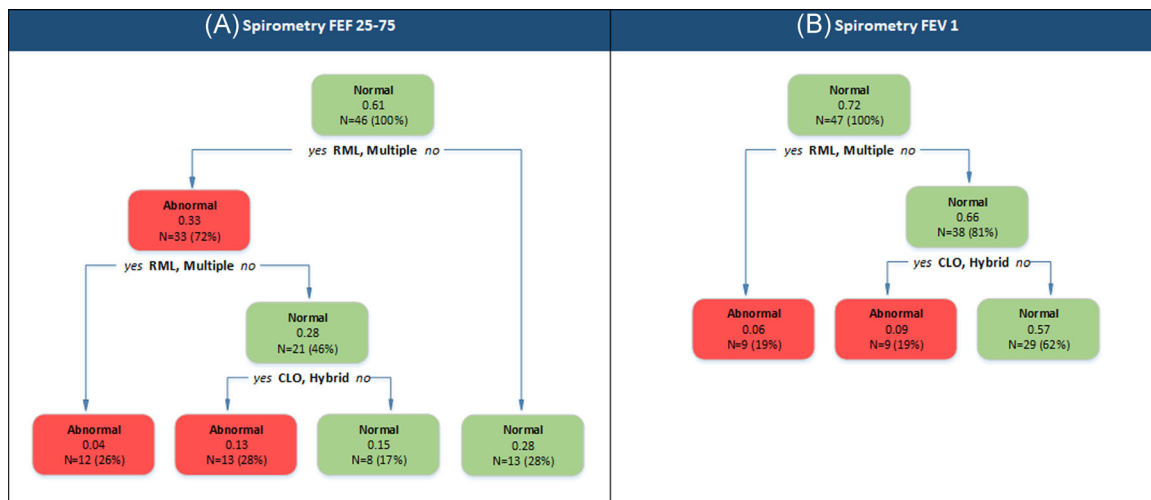 (A) Spirometry FEF 25-75
Normal
0.61
N=46 (100%)
yes RML, Multiple no
Abnormal
0.33
N=33 (72%)
yes RML, Multiple no
Normal
0.28
N=21 (46%)
yes CLO, Hybrid no
Abnormal
0.04
N=12 (26%)
Abnormal
0.13
N=13 (28%)
Normal
0.15
N=8 (17%)
Normal
0.28
N=13 (28%)
(B) Spirometry FEV 1
Normal
0.72
N=47 (100%)
yes RML, Multiple no
Normal
0.66
N=38 (81%)
yes CLO, Hybrid no
Abnormal
0.06
N=9 (19%)
Abnormal
0.09
N=9 (19%)
Normal
0.57
N=29 (62%)